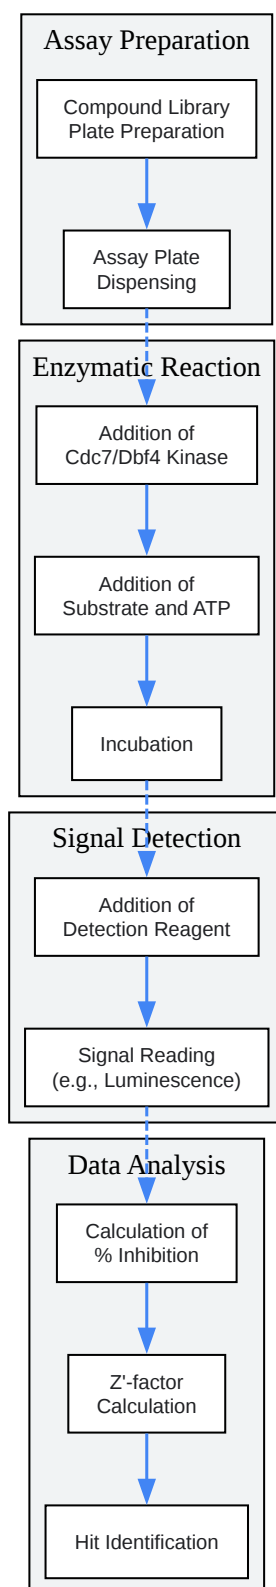 Assay Preparation
Compound Library
Plate Preparation
Assay Plate
Dispensing
Enzymatic Reaction
Addition of
Cdc7/Dbf4 Kinase
Addition of
Substrate and ATP
Incubation
Signal Detection
Addition of
Detection Reagent
Signal Reading
(e.g., Luminescence)
Data Analysis
Calculation of
% Inhibition
Z'-factor
Calculation
Hit Identification